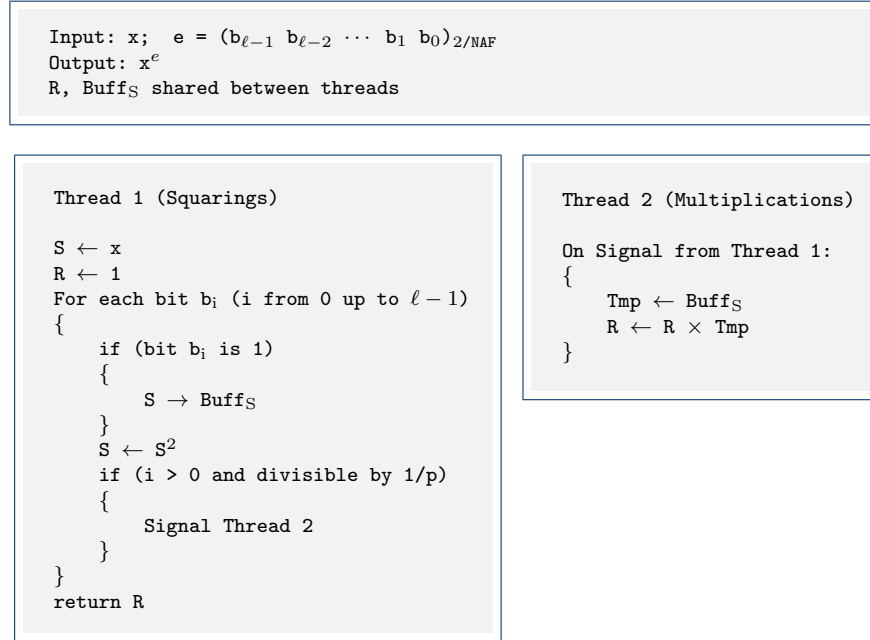 Input: x; e = (bℓ−1 bℓ−2 ⋯ b1 b0)2/NAF
Output: x^e
R, BuffS shared between threads
Thread 1 (Squarings)
S ← x
R ← 1
For each bit bi (i from 0 up to ℓ − 1)
{
if (bit bi is 1)
{
S → BuffS
}
S ← S^2
if (i > 0 and divisible by 1/p)
{
Signal Thread 2
}
}
return R
Thread 2 (Multiplications)
On Signal from Thread 1:
{
Tmp ← BuffS
R ← R × Tmp
}